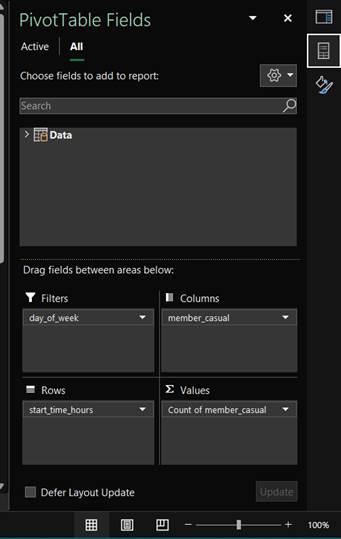 PivotTable Fields
Active
All
Choose fields to add to report:
Search
Data
Drag fields between areas below:
Filters
Columns
day_of_week
member_casual
Rows
Values
start_time_hours
Count of member_casual
Defer Layout Update
Update
100%